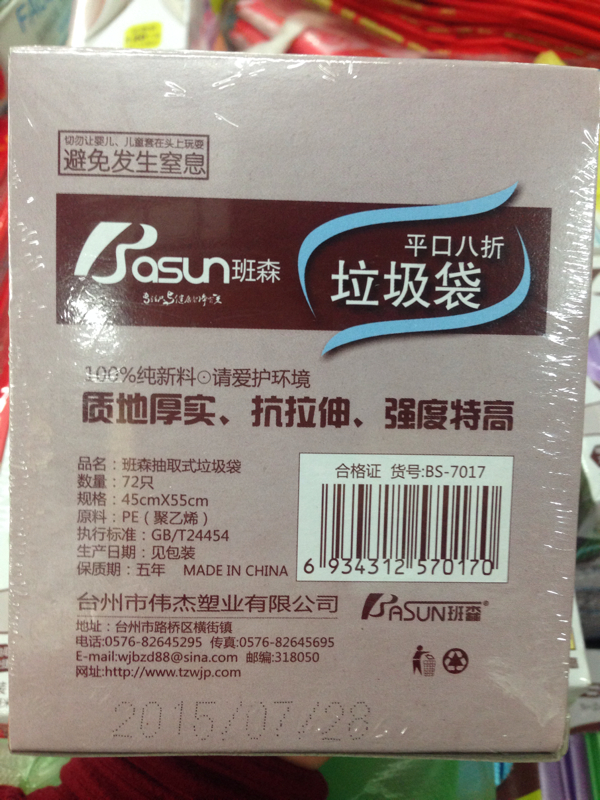 切勿让婴儿、儿童套在头上玩耍
避免发生窒息
Basun班森
平口八折
垃圾袋
100%纯新料⊙请爱护环境
质地厚实、抗拉伸、强度特高
品名：班森抽取式垃圾袋
数量：72只
规格：45cmX55cm
原料：PE（聚乙烯）
执行标准：GB/T24454
生产日期：见包装
保质期：五年 MADE IN CHINA
合格证 货号:BS-7017
6 934312 570170
台州市伟杰塑业有限公司
BASUN班森®
地址：台州市路桥区横街镇
电话:0576-82645295 传真:0576-82645695
E-mail:wjbzd88@sina.com 邮编:318050
网址:http://www.tzwjp.com
2015/07/28